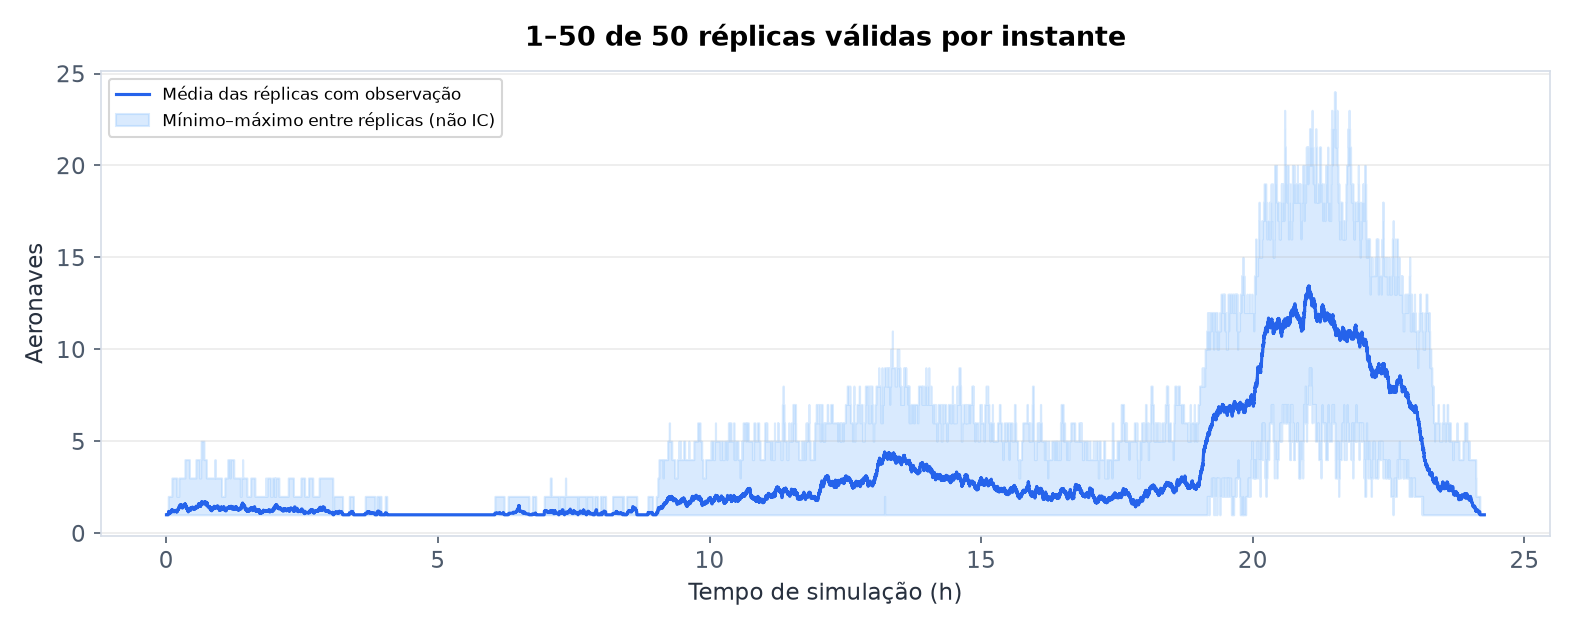 1–50 de 50 réplicas válidas por instante
Média das réplicas com observação
Mínimo–máximo entre réplicas (não IC)
Aeronaves
25
20
15
10
5
0
0 5 10 15 20 25
Tempo de simulação (h)